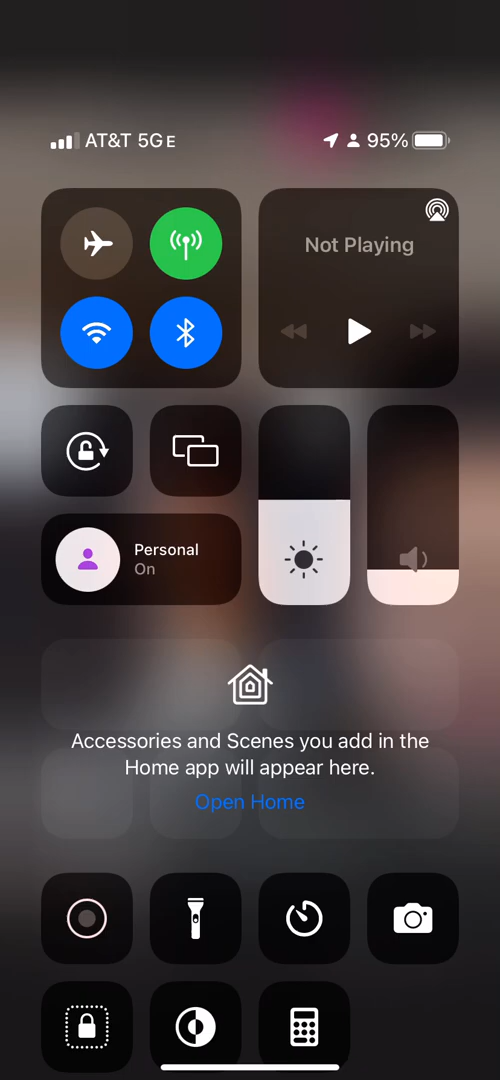 AT&T 5GE
95%
Not Playing
Personal
On
Accessories and Scenes you add in the
Home app will appear here.
Open Home